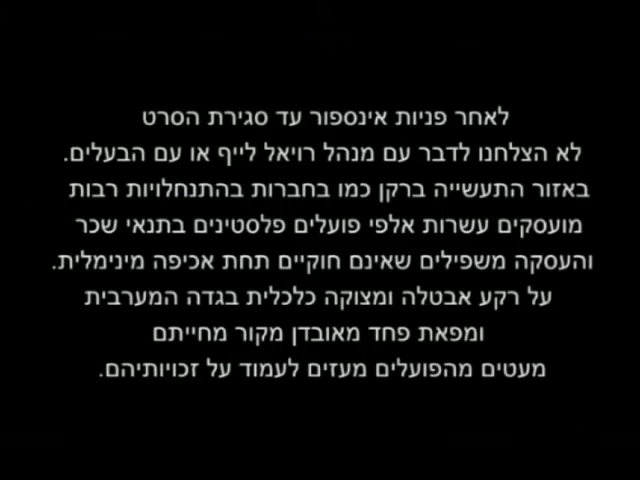 לאחר פניות אינספור עד סגירת הסרט
לא הצלחנו לדבר עם מנהל רויאל לייף או עם הבעלים.
באזור התעשייה ברקן כמו בחברות בהתנחלויות רבות
מועסקים עשרות אלפי פועלים פלסטינים בתנאי שכר
והעסקה משפילים שאינם חוקיים תחת אכיפה מינימלית.
על רקע אבטלה ומצוקה כלכלית בגדה המערבית
ומפאת פחד מאובדן מקור מחייתם
מעטים מהפועלים מעזים לעמוד על זכויותיהם.